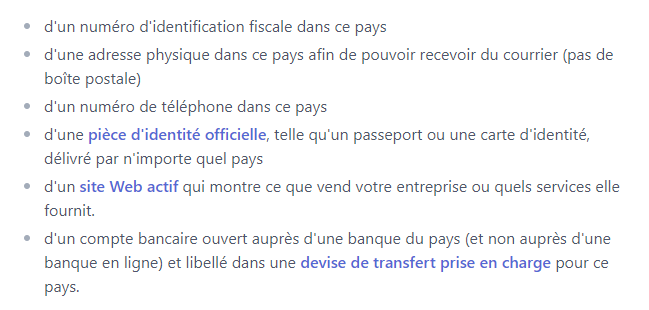 d'un numéro d'identification fiscale dans ce pays
d'une adresse physique dans ce pays afin de pouvoir recevoir du courrier (pas de
boîte postale)
d'un numéro de téléphone dans ce pays
d'une pièce d'identité officielle, telle qu'un passeport ou une carte d'identité,
délivré par n'importe quel pays
d'un site Web actif qui montre ce que vend votre entreprise ou quels services elle
fournit.
d'un compte bancaire ouvert auprès d'une banque du pays (et non auprès d'une
banque en ligne) et libellé dans une devise de transfert prise en charge pour ce
pays.